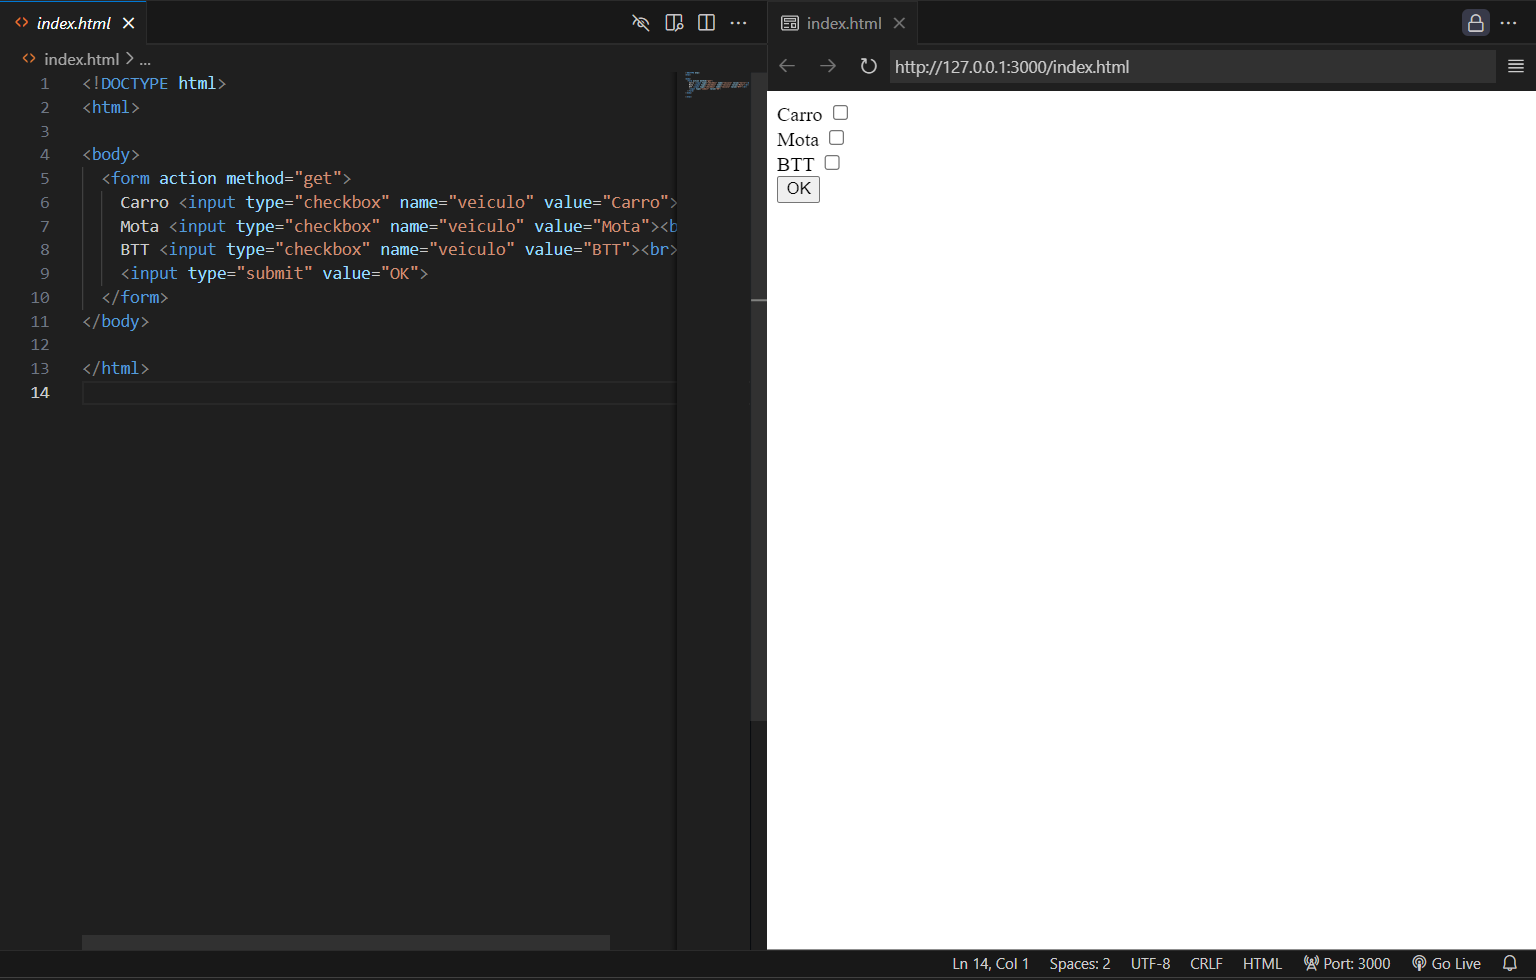 index.html
index.html > ...
1 <!DOCTYPE html>
2 <html>
3
4 <body>
5 <form action method="get">
6 Carro <input type="checkbox" name="veiculo" value="Carro">
7 Mota <input type="checkbox" name="veiculo" value="Mota"><b
8 BTT <input type="checkbox" name="veiculo" value="BTT"><br>
9 <input type="submit" value="OK">
10 </form>
11 </body>
12
13 </html>
14
index.html
http://127.0.0.1:3000/index.html
Carro
Mota
BTT
OK
Ln 14, Col 1 Spaces: 2 UTF-8 CRLF HTML Port: 3000 Go Live